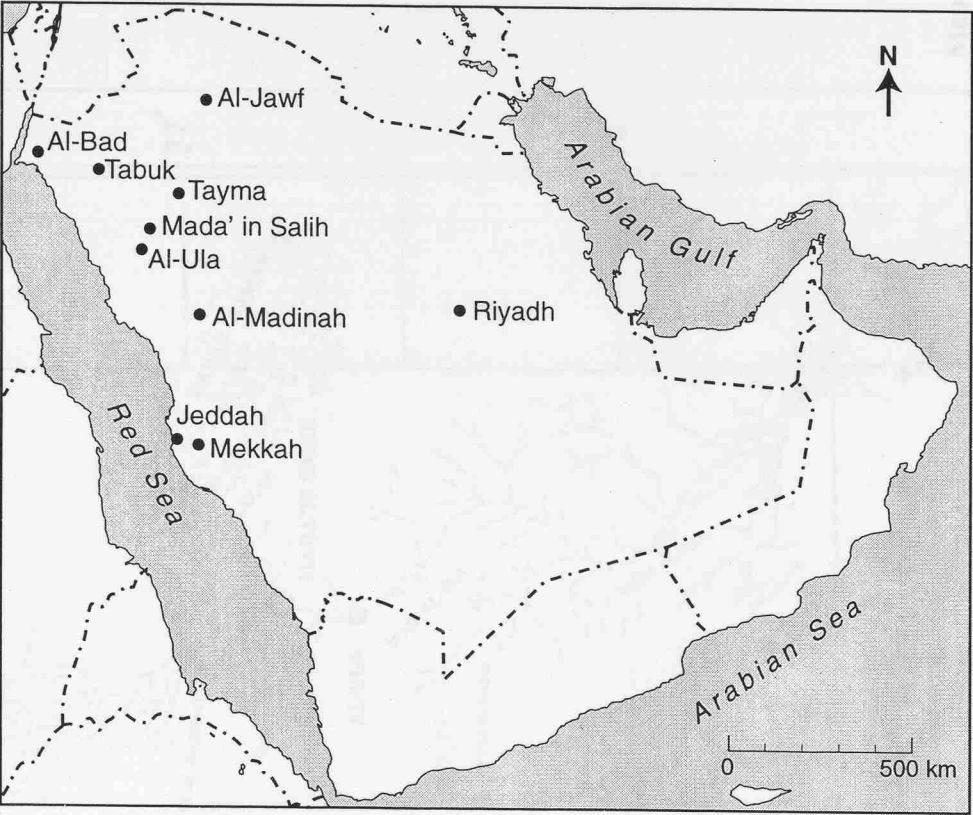 N
Al-Jawf
Al-Bad
Tabuk
Tayma
Mada' in Salih
Al-Ula
Al-Madinah
Riyadh
Jeddah
Mekkah
Arabian Gulf
Red Sea
Arabian Sea
0 500 km